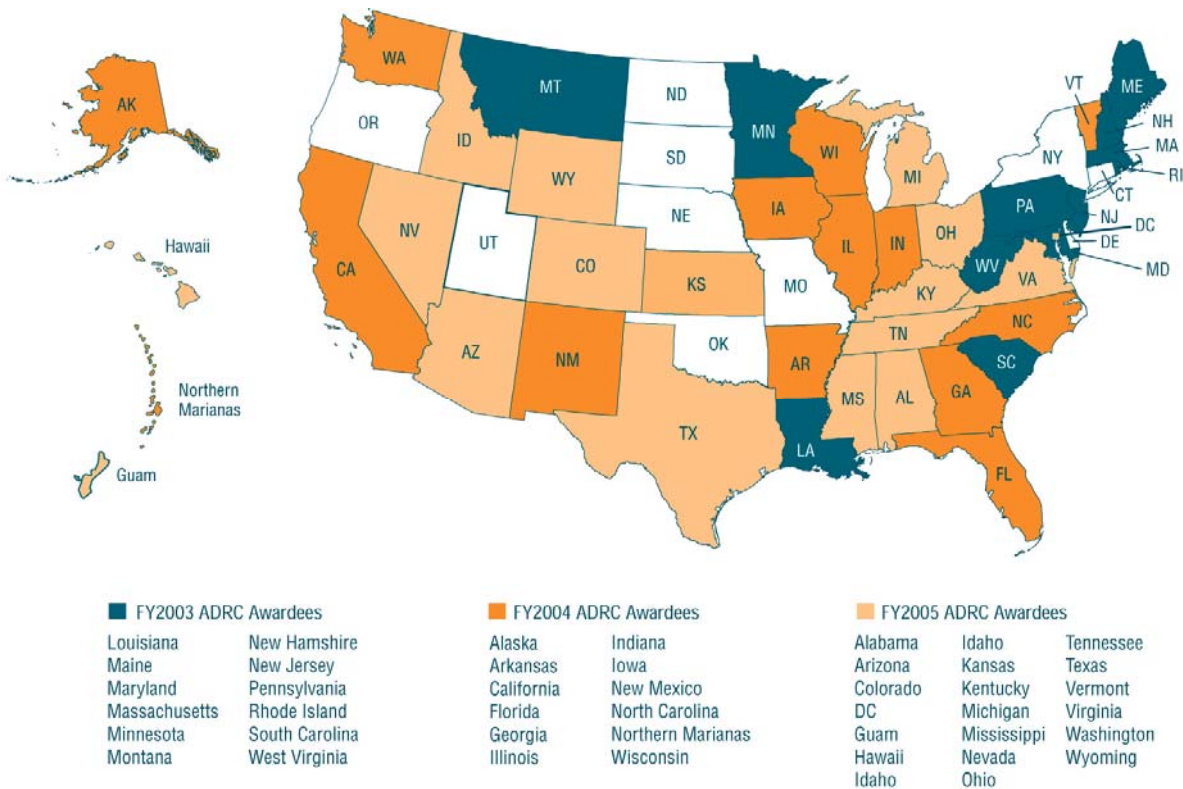 WA
MT
ND
MN
VT
ME
AK
OR
ID
SD
WI
NY
NH
MA
RI
CT
WY
MI
IA
NE
PA
NJ
DC
DE
MD
NV
UT
CO
IL
IN
OH
WV
VA
Hawaii
CA
KS
MO
KY
NC
TN
AZ
NM
OK
AR
SC
MS
AL
GA
Northern
Marianas
TX
LA
FL
Guam
FY2003 ADRC Awardees
Louisiana New Hamshire
Maine New Jersey
Maryland Pennsylvania
Massachusetts Rhode Island
Minnesota South Carolina
Montana West Virginia
FY2004 ADRC Awardees
Alaska Indiana
Arkansas Iowa
California New Mexico
Florida North Carolina
Georgia Northern Marianas
Illinois Wisconsin
FY2005 ADRC Awardees
Alabama Idaho Tennessee
Arizona Kansas Texas
Colorado Kentucky Vermont
DC Michigan Virginia
Guam Mississippi Washington
Hawaii Nevada Wyoming
Idaho Ohio